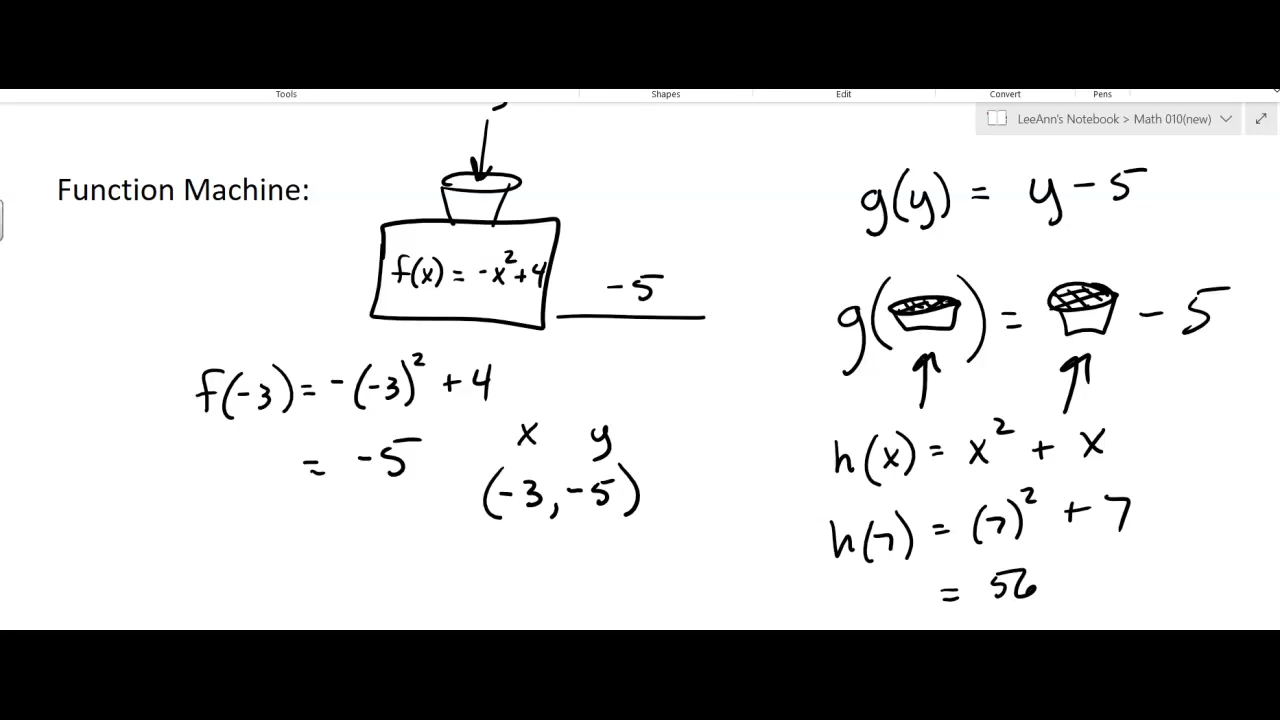 Tools Shapes Edit Convert Pens
LeeAnn's Notebook > Math 010(new)
Function Machine:
f(x) = -x² + 4
-5
f(-3) = -(-3)² + 4
= -5
x y
(-3, -5)
g(y) = y - 5
g( ) = - 5
h(x) = x² + x
h(7) = (7)² + 7
= 56